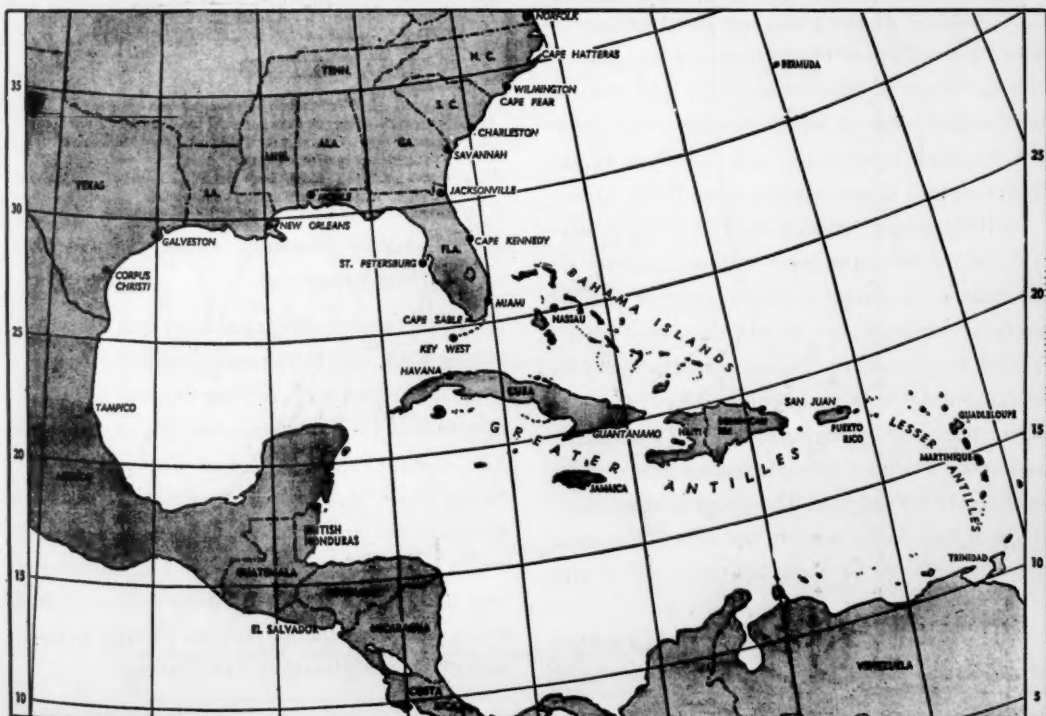 NORFOLK
CAPE HATTERAS
N. C.
BERMUDA
35
TENN.
WILMINGTON
CAPE FEAR
S. C.
CHARLESTON
ALA.
GA.
SAVANNAH
25
TEXAS
LA.
JACKSONVILLE
30
NEW ORLEANS
GALVESTON
CAPE KENNEDY
FLA.
ST. PETERSBURG
CORPUS
CHRISTI
BAHAMA ISLANDS
20
MIAMI
NASSAU
CAPE SABLE
25
KEY WEST
HAVANA
CUBA
SAN JUAN
TAMPICO
PUERTO
RICO
GUADELOUPE
15
GUANTANAMO
HAITI
LESSER ANTILLES
MARTINIQUE
GREATER
ANTILLES
20
MEXICO
JAMAICA
BRITISH
HONDURAS
TRINIDAD
10
15
GUATEMALA
EL SALVADOR
NICARAGUA
VENEZUELA
COSTA
RICA
10
5